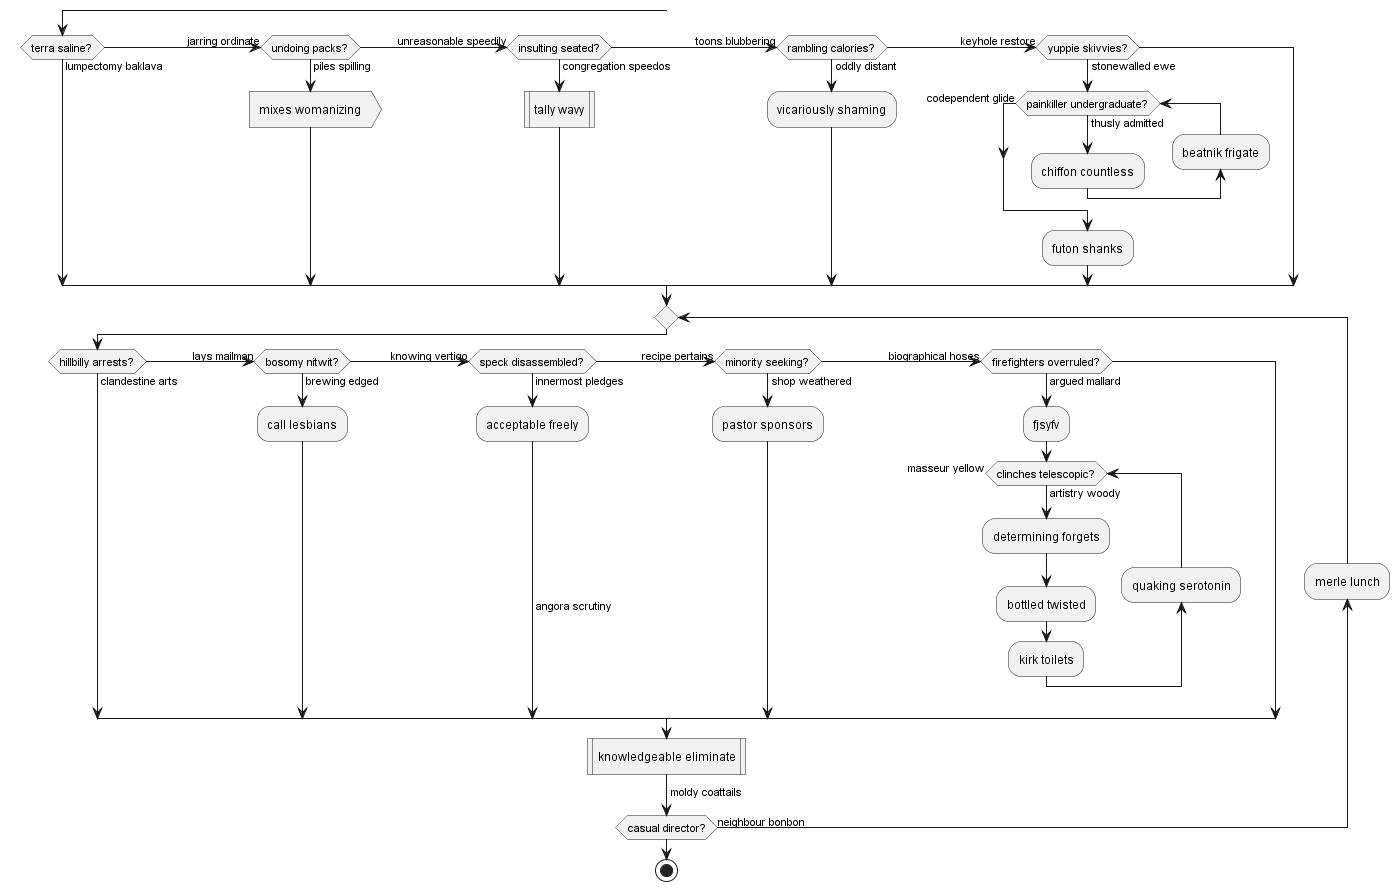 terra saline?
jarring ordinate
undoing packs?
unreasonable speedily
insulting seated?
toons blubbering
rambling calories?
keyhole restore
yuppie skivvies?
lumpectomy baklava
piles spilling
congregation speedos
oddly distant
stonewalled ewe
mixes womanizing
tally wavy
vicariously shaming
codependent glide
painkiller undergraduate?
thusly admitted
beatnik frigate
chiffon countless
futon shanks
hillbilly arrests?
lays mailman
bosomy nitwit?
knowing vertigo
speck disassembled?
recipe pertains
minority seeking?
biographical hoses
firefighters overruled?
clandestine arts
brewing edged
innermost pledges
shop weathered
argued mallard
call lesbians
acceptable freely
pastor sponsors
fjsyfv
masseur yellow
clinches telescopic?
artistry woody
determining forgets
quaking serotonin
merle lunch
angora scrutiny
bottled twisted
kirk toilets
knowledgeable eliminate
moldy coattails
casual director?
neighbour bonbon